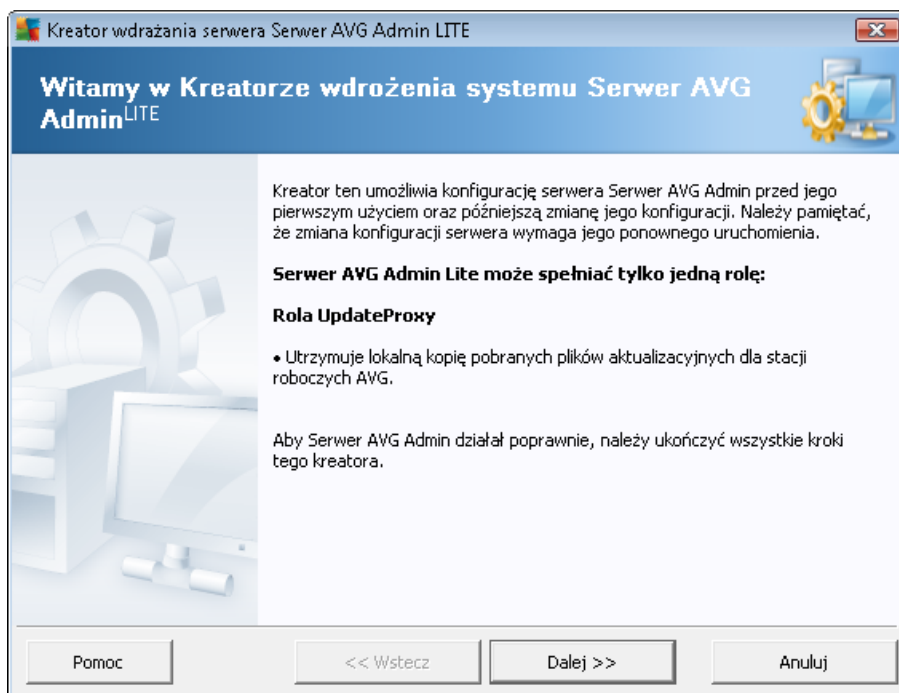 Kreator wdrażania serwera Serwer AVG Admin LITE
Witamy w Kreatorze wdrożenia systemu Serwer AVG
Admin LITE
Kreator ten umożliwia konfigurację serwera Serwer AVG Admin przed jego
pierwszym użyciem oraz późniejszą zmianę jego konfiguracji. Należy pamiętać,
że zmiana konfiguracji serwera wymaga jego ponownego uruchomienia.
Serwer AVG Admin Lite może spełniać tylko jedną rolę:
Rola UpdateProxy
• Utrzymuje lokalną kopię pobranych plików aktualizacyjnych dla stacji
roboczych AVG.
Aby Serwer AVG Admin działał poprawnie, należy ukończyć wszystkie kroki
tego kreatora.
Pomoc
<< Wstecz
Dalej >>
Anuluj